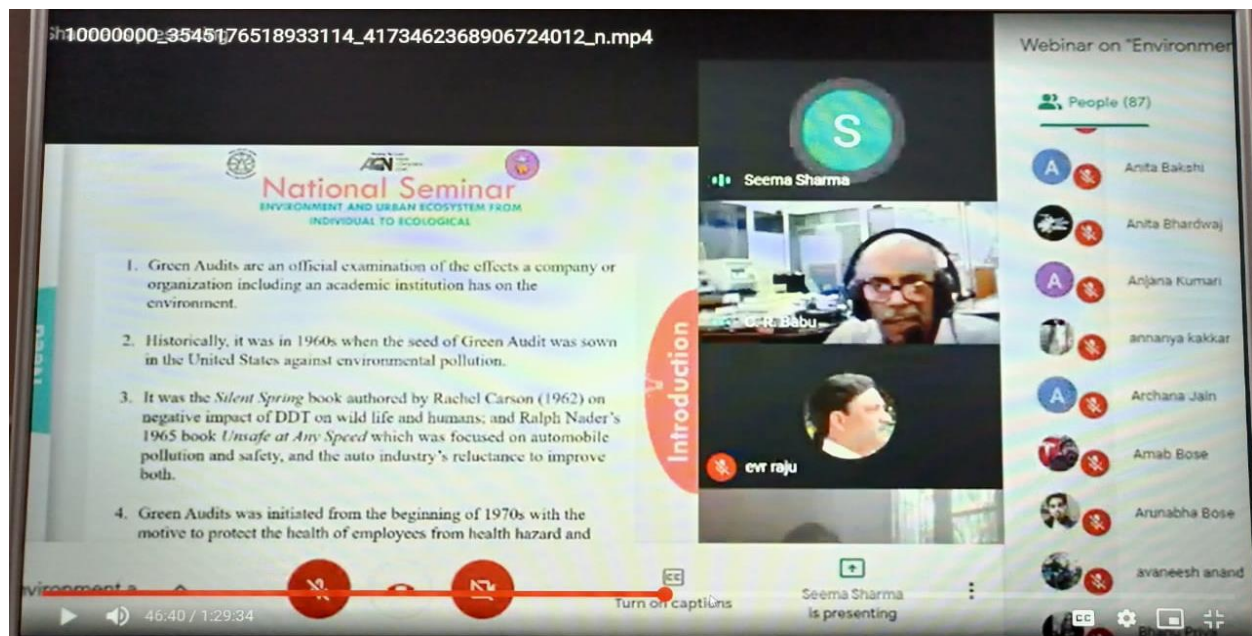 10000000_3545176518933114_4173462368906724012_n.mp4
Webinar on "Environmen
People (87)
National Seminar
ENVIRONMENT AND URBAN ECOSYSTEM FROM
INDIVIDUAL TO ECOLOGICAL
1. Green Audits are an official examination of the effects a company or
organization including an academic institution has on the
environment.
2. Historically, it was in 1960s when the seed of Green Audit was sown
in the United States against environmental pollution.
3. It was the Silent Spring book authored by Rachel Carson (1962) on
negative impact of DDT on wild life and humans; and Ralph Nader's
1965 book Unsafe at Any Speed which was focused on automobile
pollution and safety, and the auto industry's reluctance to improve
both.
4. Green Audits was initiated from the beginning of 1970s with the
motive to protect the health of employees from health hazard and
Need
Introduction
S
Seema Sharma
C. R. Babu
evr raju
A
Anita Bakshi
Anita Bhardwaj
A
Anjana Kumari
annanya kakkar
A
Archana Jain
Arnab Bose
Arunabha Bose
avaneesh anand
CC
Turn on captions
Seema Sharma
is presenting
46:40 / 1:29:34
CC